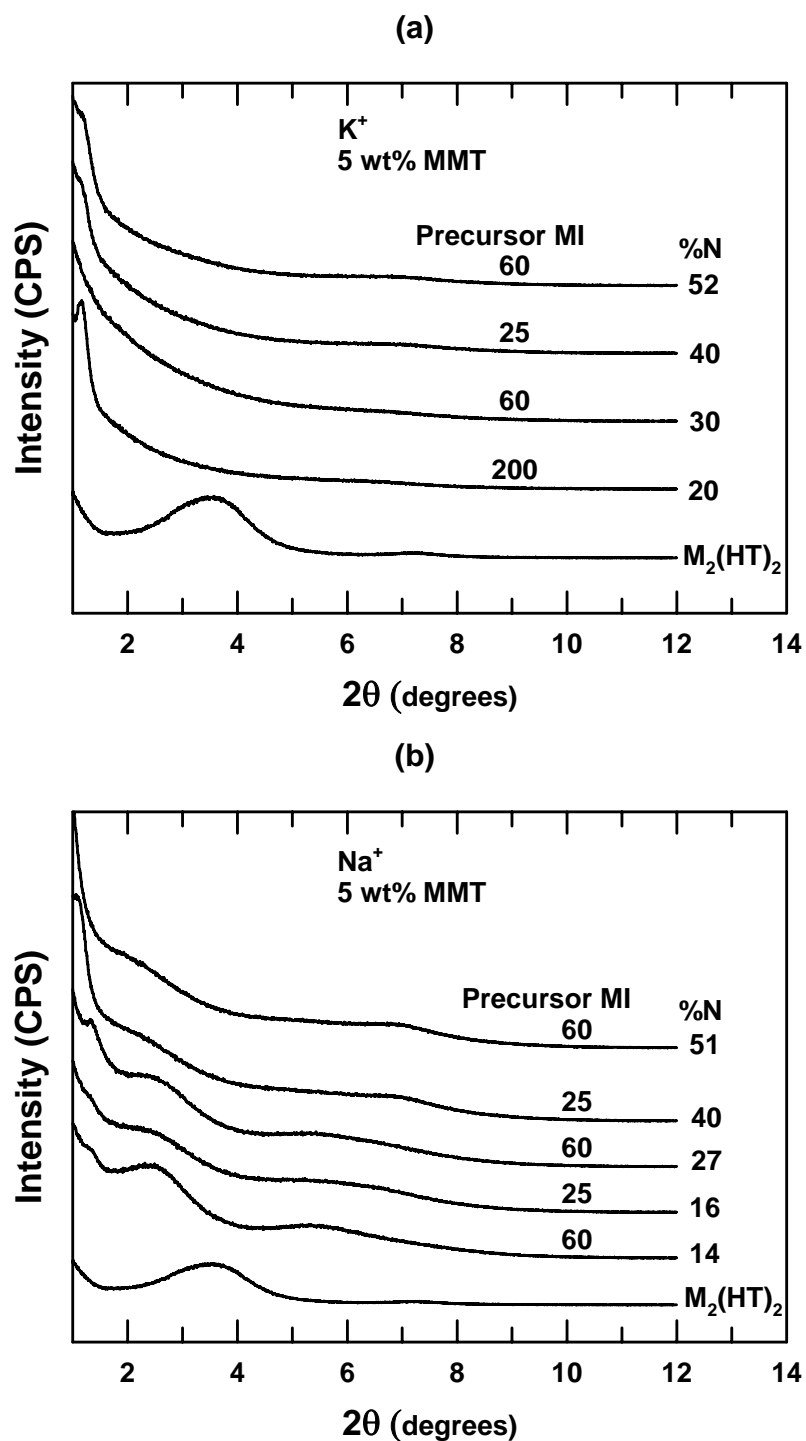 (a)
K⁺
5 wt% MMT
Precursor MI
%N
60
52
25
40
60
30
200
20
M₂(HT)₂
Intensity (CPS)
2 4 6 8 10 12 14
2θ (degrees)
(b)
Na⁺
5 wt% MMT
Precursor MI
%N
60
51
25
40
60
27
25
16
60
14
M₂(HT)₂
Intensity (CPS)
2 4 6 8 10 12 14
2θ (degrees)